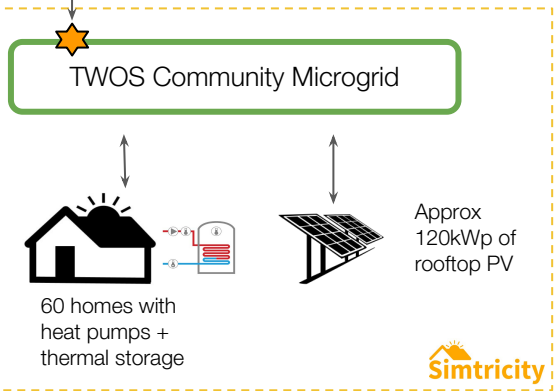 TWOS Community Microgrid
Approx
120kWp of
rooftop PV
60 homes with
heat pumps +
thermal storage
Simtricity